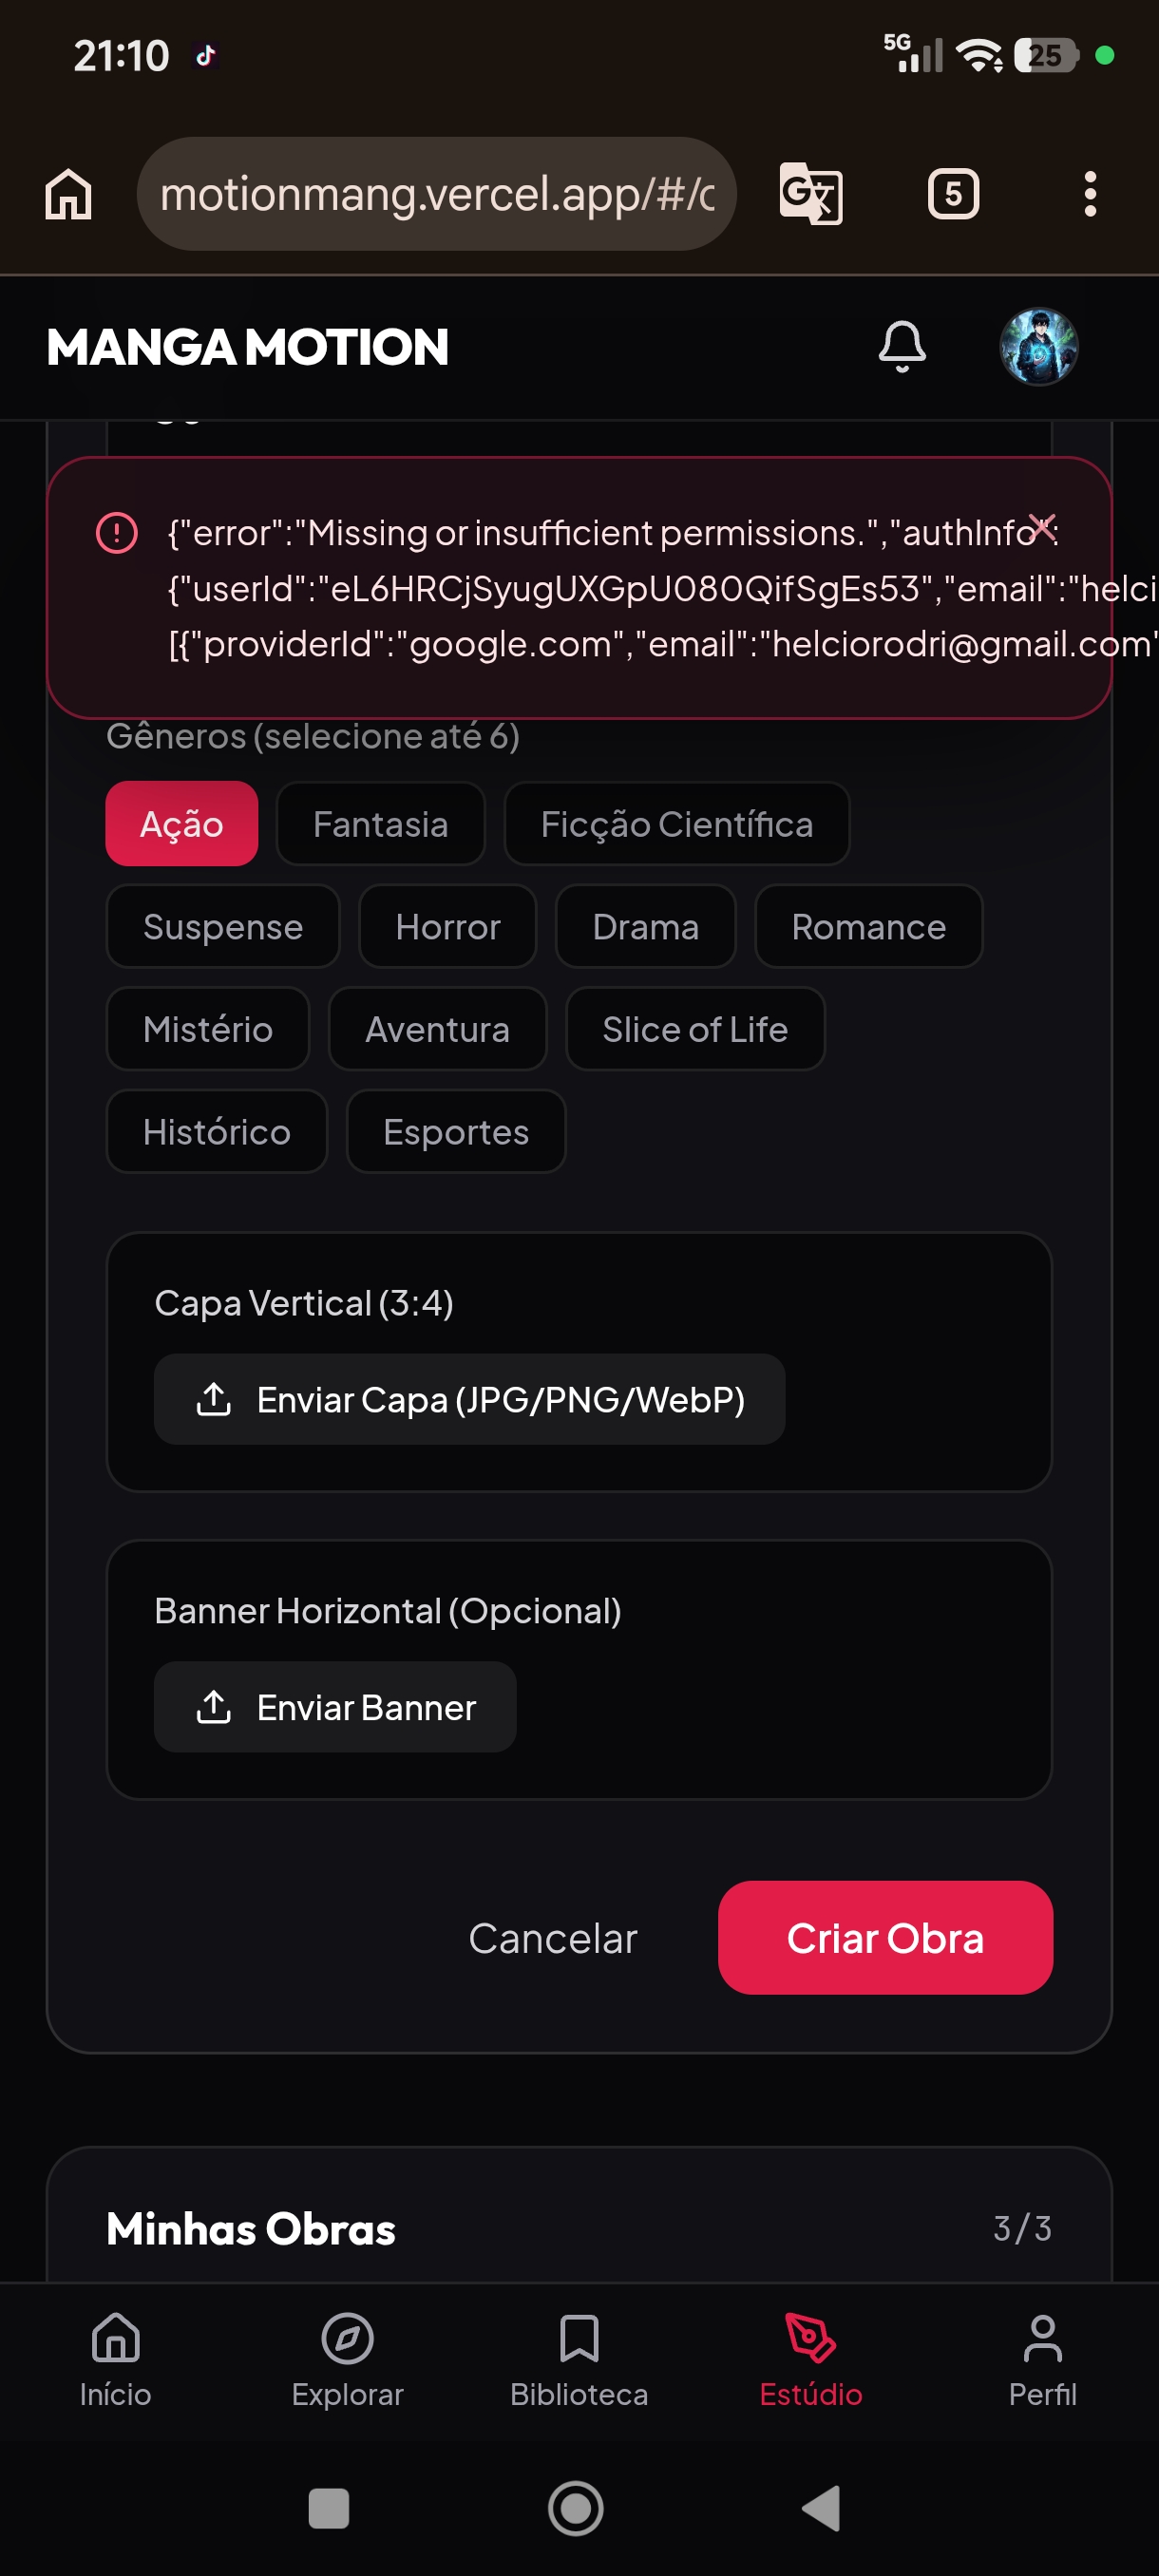 21:10
5G
25
motionmang.vercel.app/#/c
5
MANGA MOTION
{"error":"Missing or insufficient permissions.","authInfo":
{"userId":"eL6HRCjSyugUXGpU080QifSgEs53","email":"helci
[{"providerId":"google.com","email":"helciorodri@gmail.com"
Gêneros (selecione até 6)
Ação Fantasia Ficção Científica
Suspense Horror Drama Romance
Mistério Aventura Slice of Life
Histórico Esportes
Capa Vertical (3:4)
Enviar Capa (JPG/PNG/WebP)
Banner Horizontal (Opcional)
Enviar Banner
Cancelar Criar Obra
Minhas Obras 3/3
Início Explorar Biblioteca Estúdio Perfil